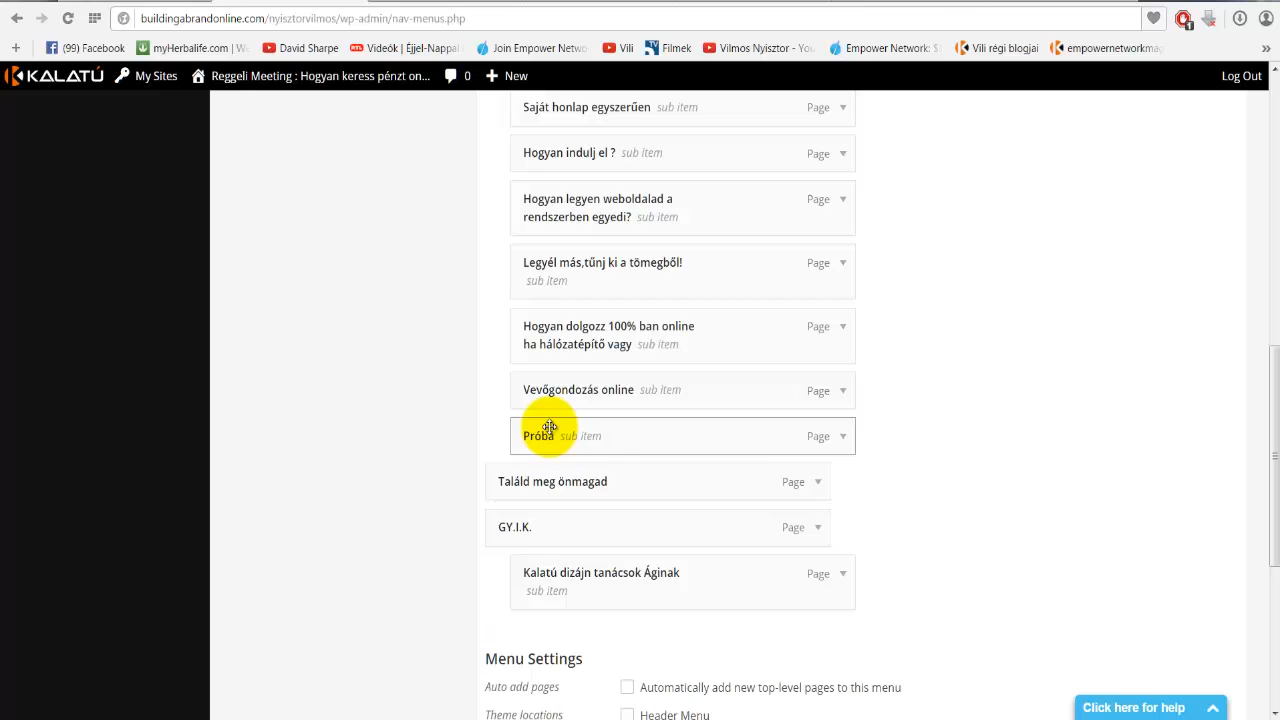 buildingabrandonline.com/nyisztorvilmos/wp-admin/nav-menus.php
(99) Facebook myHerbalife.com | W... David Sharpe Videók | Éjjel-Nappal ... Join Empower Netw... Vili Filmek Vilmos Nyisztor - You... Empower Network: S... Vili régi blogjai empowernetworkmag...
KALATÚ My Sites Reggeli Meeting : Hogyan keress pénzt on... 0 New Log Out
Saját honlap egyszerűen sub item Page
Hogyan indulj el ? sub item Page
Hogyan legyen weboldalad a Page
rendszerben egyedi? sub item
Legyél más,tűnj ki a tömegből! Page
sub item
Hogyan dolgozz 100% ban online Page
ha hálózatépítő vagy sub item
Vevőgondozás online sub item Page
Próba sub item Page
Találd meg önmagad Page
GY.I.K. Page
Kalatú dizájn tanácsok Áginak Page
sub item
Menu Settings
Auto add pages Automatically add new top-level pages to this menu
Theme locations Header Menu
Click here for help